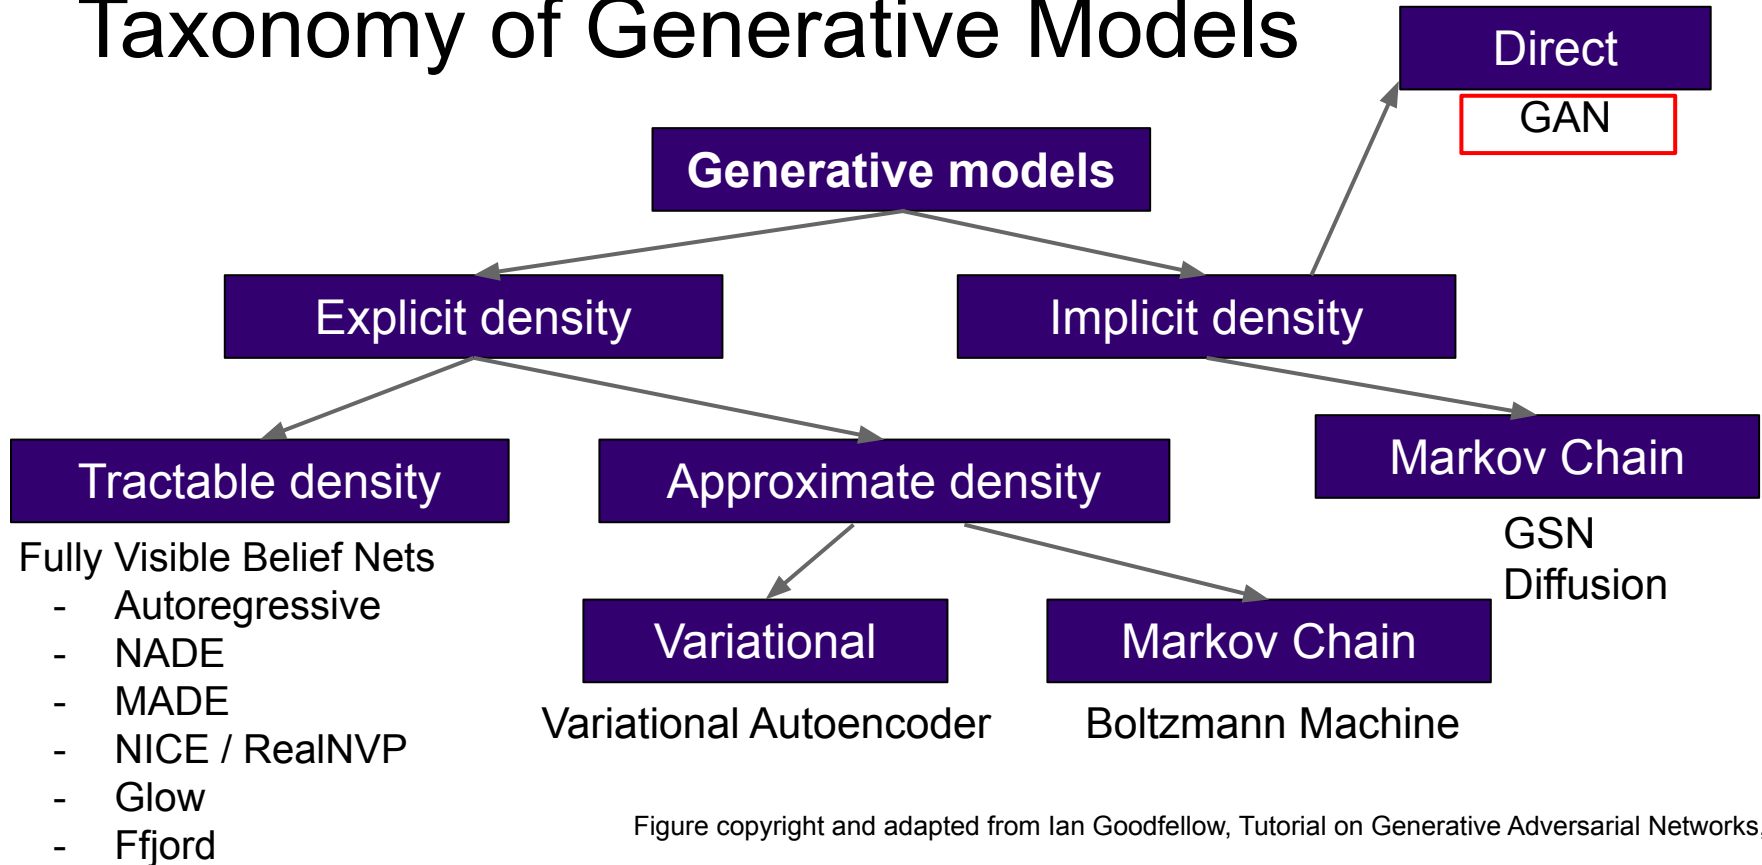 Taxonomy of Generative Models
Direct
GAN
Generative models
Explicit density
Implicit density
Tractable density
Approximate density
Markov Chain
Fully Visible Belief Nets
- Autoregressive
- NADE
- MADE
- NICE / RealNVP
- Glow
- Ffjord
GSN
Diffusion
Variational
Markov Chain
Variational Autoencoder
Boltzmann Machine
Figure copyright and adapted from Ian Goodfellow, Tutorial on Generative Adversarial Networks,